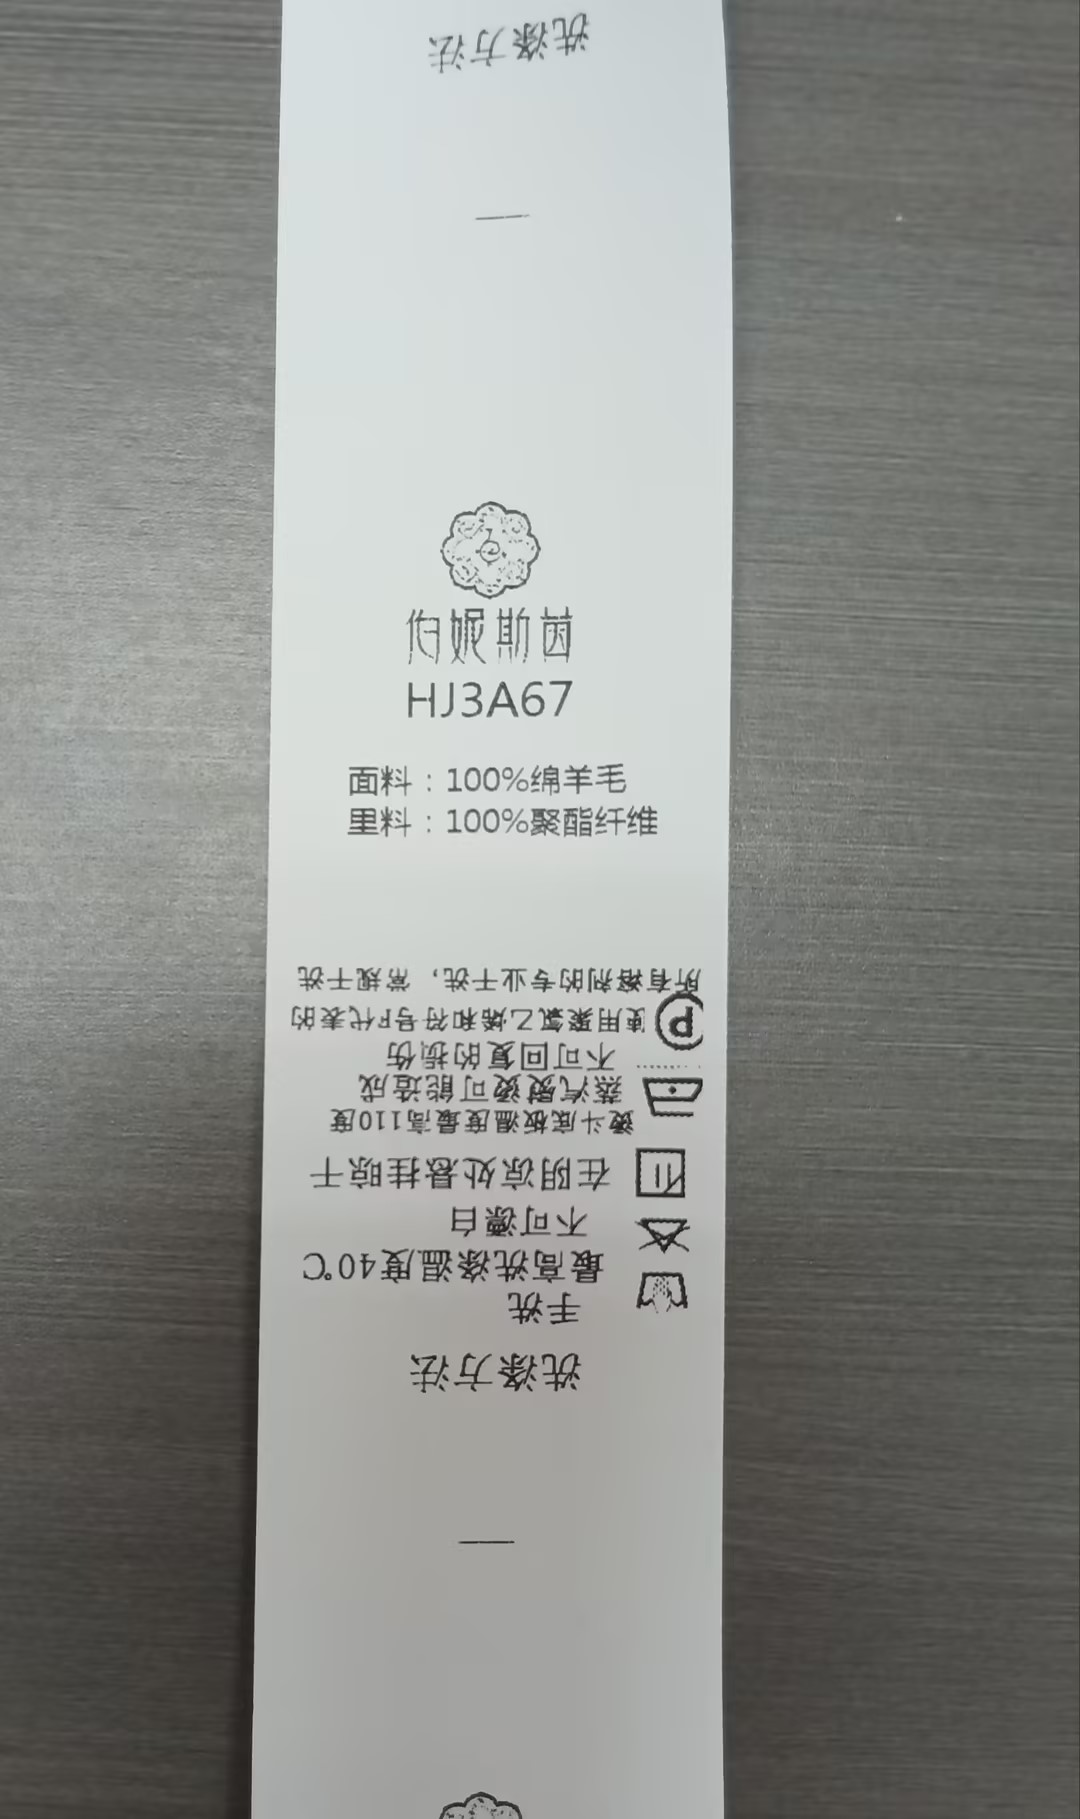 洗涤方法
伯妮斯茵
HJ3A67
面料：100%绵羊毛
里料：100%聚酯纤维
洗涤方法
手洗
最高洗涤温度40℃
不可漂白
在阴凉处悬挂晾干
熨斗底板温度最高110度
蒸汽熨烫可能造成
不可回复的损伤
使用聚氯乙烯和符号F代表的
所有溶剂的专业干洗，常规干洗
P